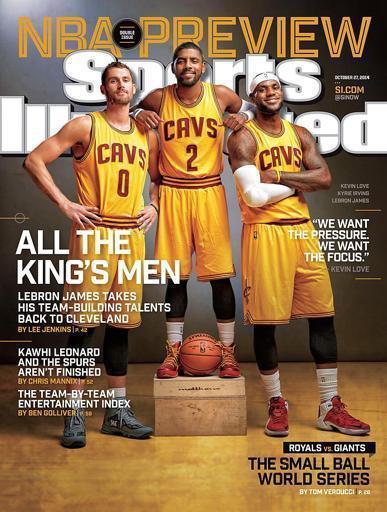 NBA PREVIEW
DOUBLE
ISSUE
Sports
Illustrated
OCTOBER 27, 2014
SI.COM
@SINOW
CAVS
0
CAVS
2
CAVS
KEVIN LOVE
KYRIE IRVING
LEBRON JAMES
“WE WANT
THE PRESSURE.
WE WANT
THE FOCUS.”
- KEVIN LOVE
ALL THE
KING'S MEN
LEBRON JAMES TAKES
HIS TEAM-BUILDING TALENTS
BACK TO CLEVELAND
BY LEE JENKINS | P. 42
KAWHI LEONARD
AND THE SPURS
AREN'T FINISHED
BY CHRIS MANNIX | P. 52
THE TEAM-BY-TEAM
ENTERTAINMENT INDEX
BY BEN GOLLIVER | P. 58
ROYALS VS. GIANTS
THE SMALL BALL
WORLD SERIES
BY TOM VERDUCCI | P. 28